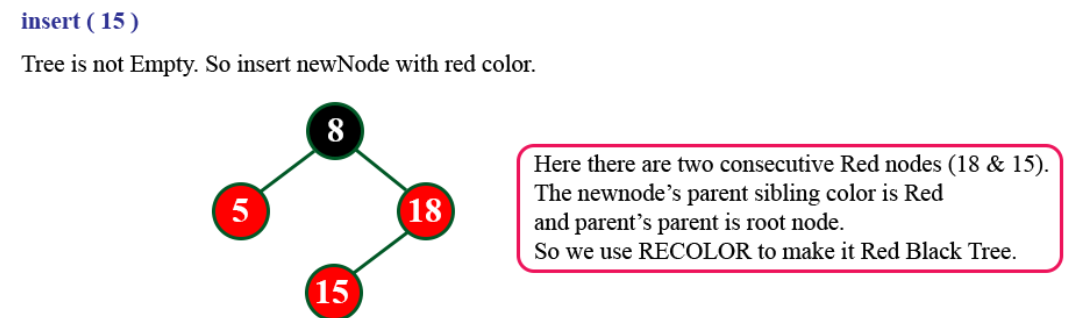 insert ( 15 )
Tree is not Empty. So insert newNode with red color.
8
Here there are two consecutive Red nodes (18 & 15).
The newnode’s parent sibling color is Red
and parent’s parent is root node.
So we use RECOLOR to make it Red Black Tree.
5
18
15